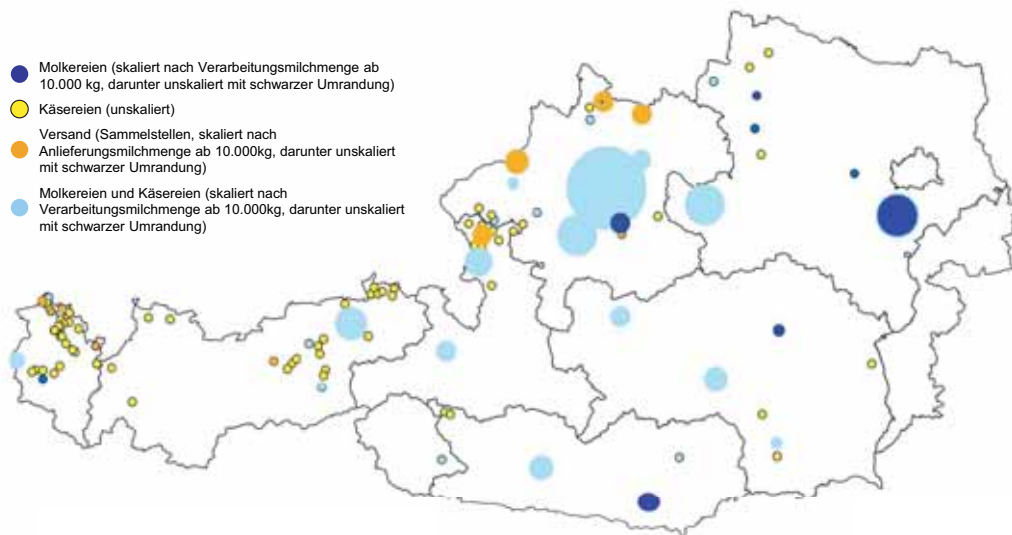 Molkereien (skaliert nach Verarbeitungsmilchmenge ab
10.000 kg, darunter unskaliert mit schwarzer Umrandung)
Käsereien (unskaliert)
Versand (Sammelstellen, skaliert nach
Anlieferungsmilchmenge ab 10.000kg, darunter unskaliert
mit schwarzer Umrandung)
Molkereien und Käsereien (skaliert nach
Verarbeitungsmilchmenge ab 10.000kg, darunter unskaliert
mit schwarzer Umrandung)